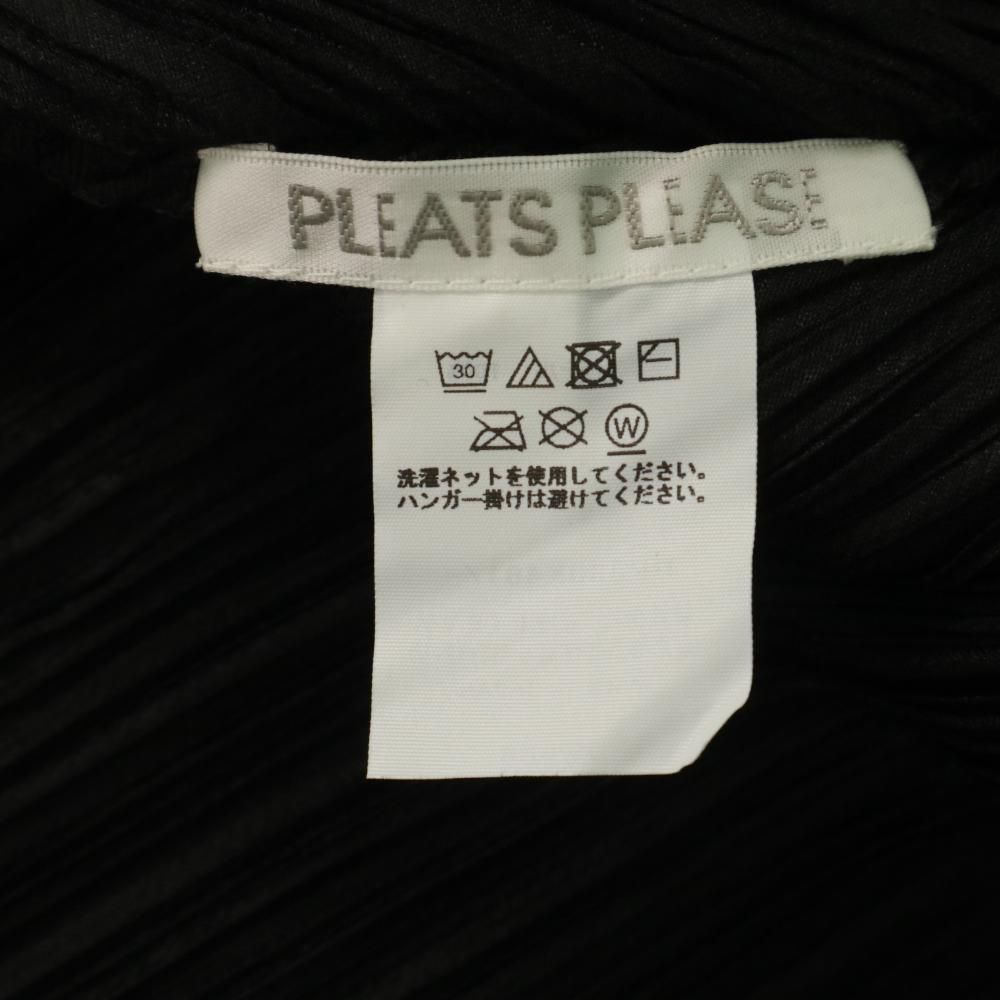 PLEATS PLEASE
30
W
洗濯ネットを使用してください。
ハンガー掛けは避けてください。